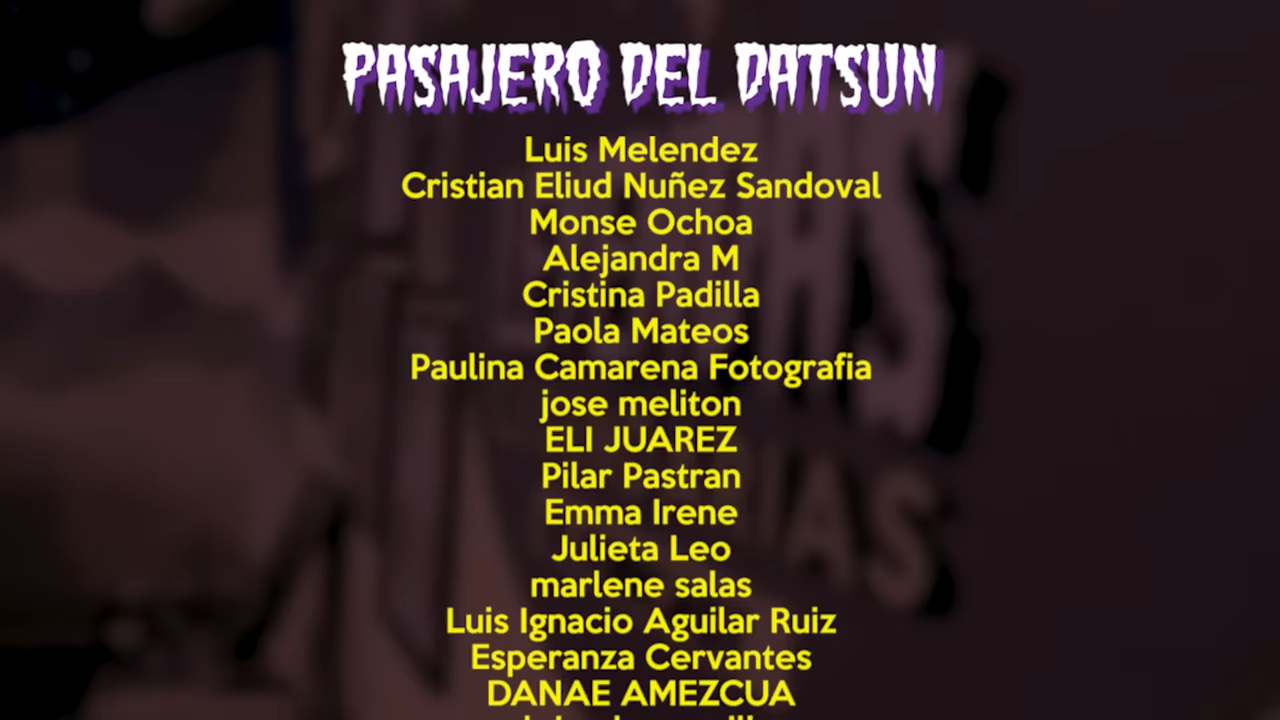 PASAJERO DEL DATSUN
Luis Melendez
Cristian Eliud Nuñez Sandoval
Monse Ochoa
Alejandra M
Cristina Padilla
Paola Mateos
Paulina Camarena Fotografia
jose meliton
ELI JUAREZ
Pilar Pastran
Emma Irene
Julieta Leo
marlene salas
Luis Ignacio Aguilar Ruiz
Esperanza Cervantes
DANAE AMEZCUA